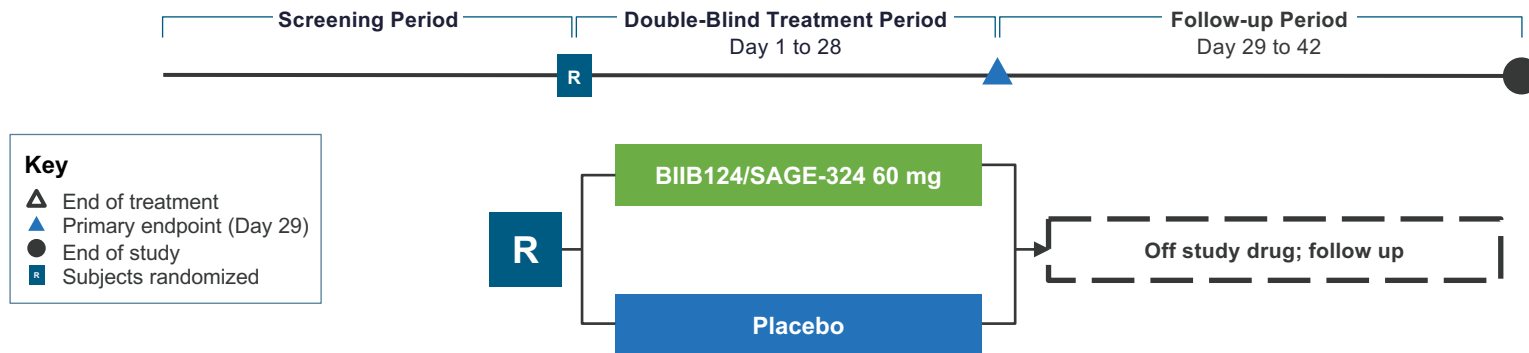 Screening Period
Double-Blind Treatment Period
Day 1 to 28
Follow-up Period
Day 29 to 42
R
Key
End of treatment
Primary endpoint (Day 29)
End of study
R Subjects randomized
R
BIIB124/SAGE-324 60 mg
Placebo
Off study drug; follow up